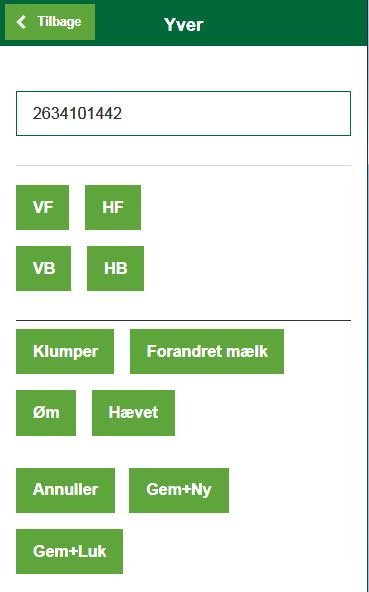 Tilbage Yver
2634101442
VF HF
VB HB
Klumper Forandret mælk
Øm Hævet
Annuller Gem+Ny
Gem+Luk